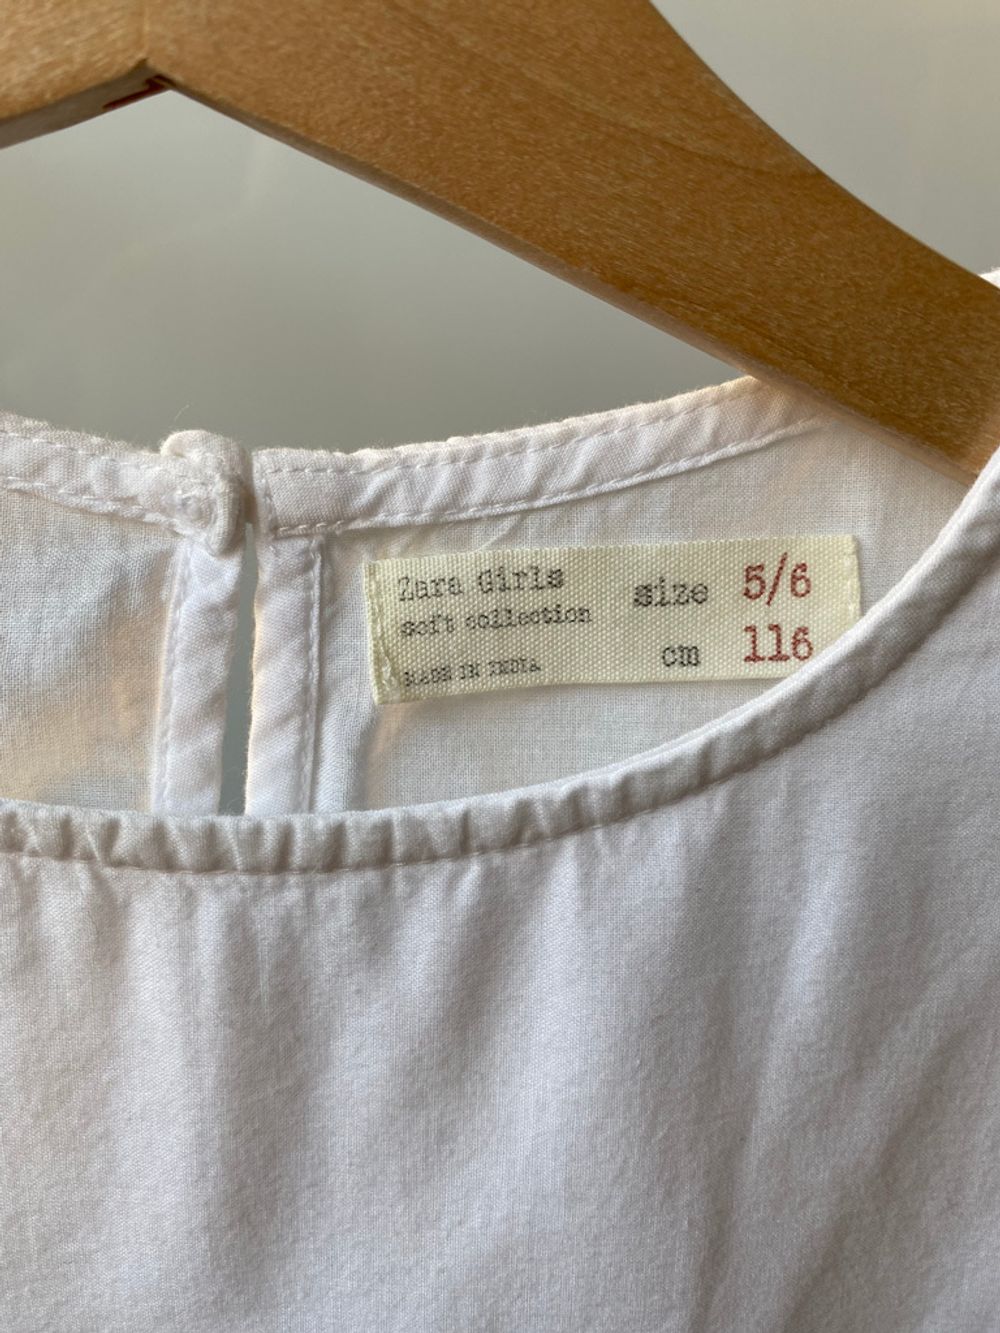 Zara Girls
soft collection
MADE IN INDIA
size 5/6
cm 116